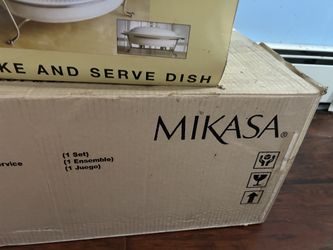 KE AND SERVE DISH
MIKASA®
(1 Set)
ervice (1 Ensemble)
(1 Juego)